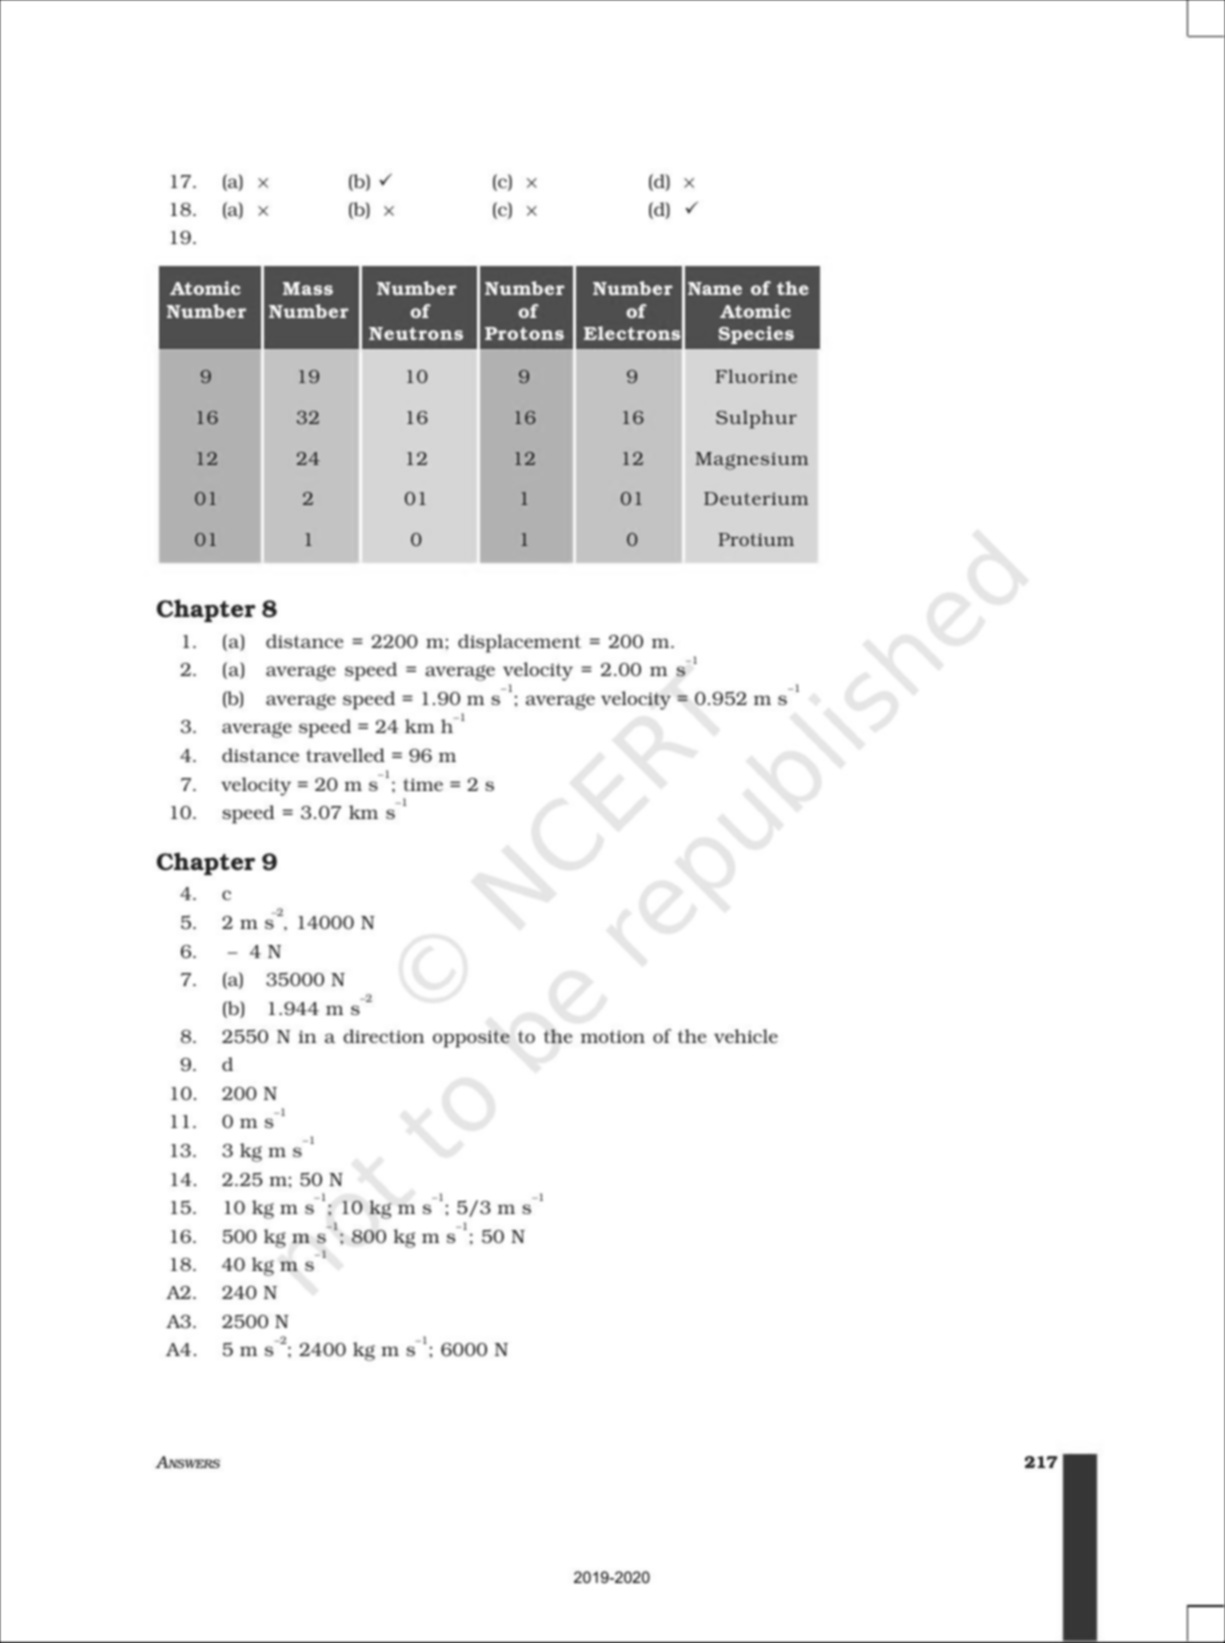 17. (a) × (b) ✓ (c) × (d) ×
18. (a) × (b) × (c) × (d) ✓
19.
Atomic Number Mass Number Number of Neutrons Number of Protons Number of Electrons Name of the Atomic Species
9 19 10 9 9 Fluorine
16 32 16 16 16 Sulphur
12 24 12 12 12 Magnesium
01 2 01 1 01 Deuterium
01 1 0 1 0 Protium
Chapter 8
1. (a) distance = 2200 m; displacement = 200 m.
2. (a) average speed = average velocity = 2.00 m s⁻¹
(b) average speed = 1.90 m s⁻¹; average velocity = 0.952 m s⁻¹
3. average speed = 24 km h⁻¹
4. distance travelled = 96 m
7. velocity = 20 m s⁻¹; time = 2 s
10. speed = 3.07 km s⁻¹
Chapter 9
4. c
5. 2 m s⁻², 14000 N
6. – 4 N
7. (a) 35000 N
(b) 1.944 m s⁻²
8. 2550 N in a direction opposite to the motion of the vehicle
9. d
10. 200 N
11. 0 m s⁻¹
13. 3 kg m s⁻¹
14. 2.25 m; 50 N
15. 10 kg m s⁻¹; 10 kg m s⁻¹; 5/3 m s⁻¹
16. 500 kg m s⁻¹; 800 kg m s⁻¹; 50 N
18. 40 kg m s⁻¹
A2. 240 N
A3. 2500 N
A4. 5 m s⁻²; 2400 kg m s⁻¹; 6000 N
© NCERT
not to be republished
ANSWERS 217
2019-2020